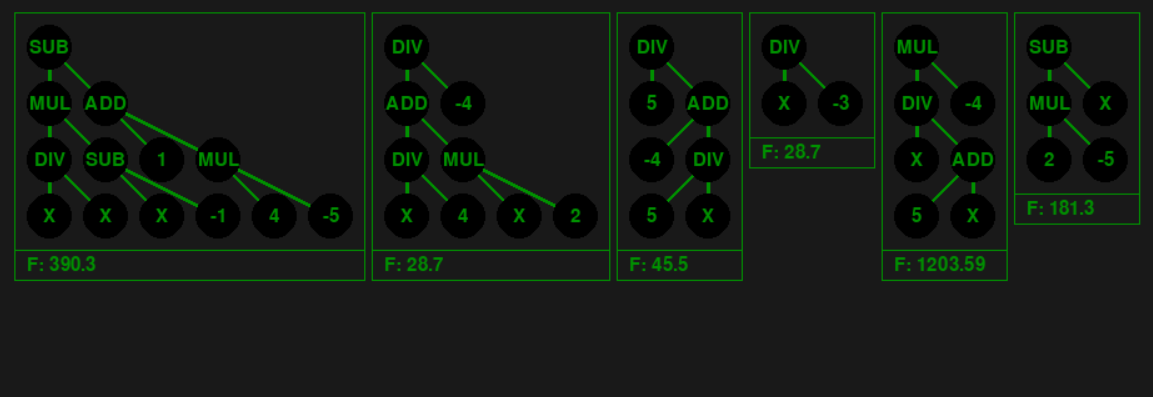 SUB DIV DIV DIV MUL SUB
MUL ADD ADD -4 5 ADD X -3 DIV -4 MUL X
DIV SUB 1 MUL DIV MUL -4 DIV F: 28.7 X ADD 2 -5
X X X -1 4 -5 X 4 X 2 5 X 5 X F: 181.3
F: 390.3 F: 28.7 F: 45.5 F: 1203.59